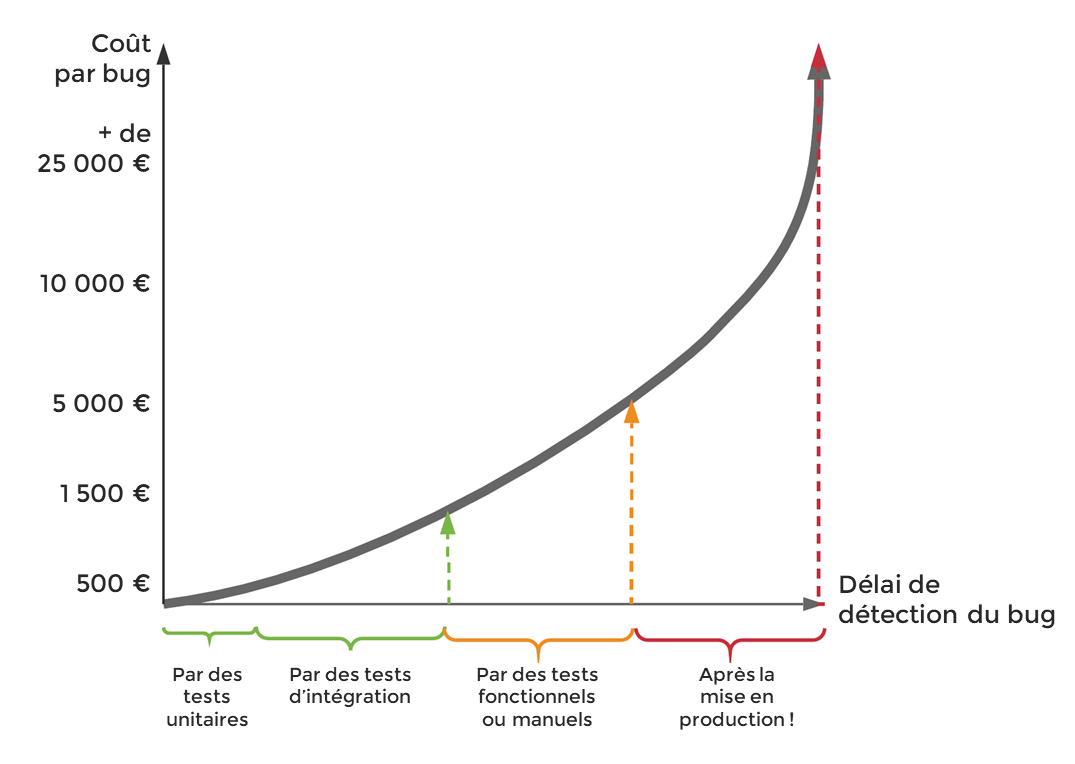 Coût
par bug
+ de
25 000 €
10 000 €
5 000 €
1 500 €
500 €
Délai de
détection du bug
Par des
tests
unitaires
Par des tests
d'intégration
Par des tests
fonctionnels
ou manuels
Après la
mise en
production !